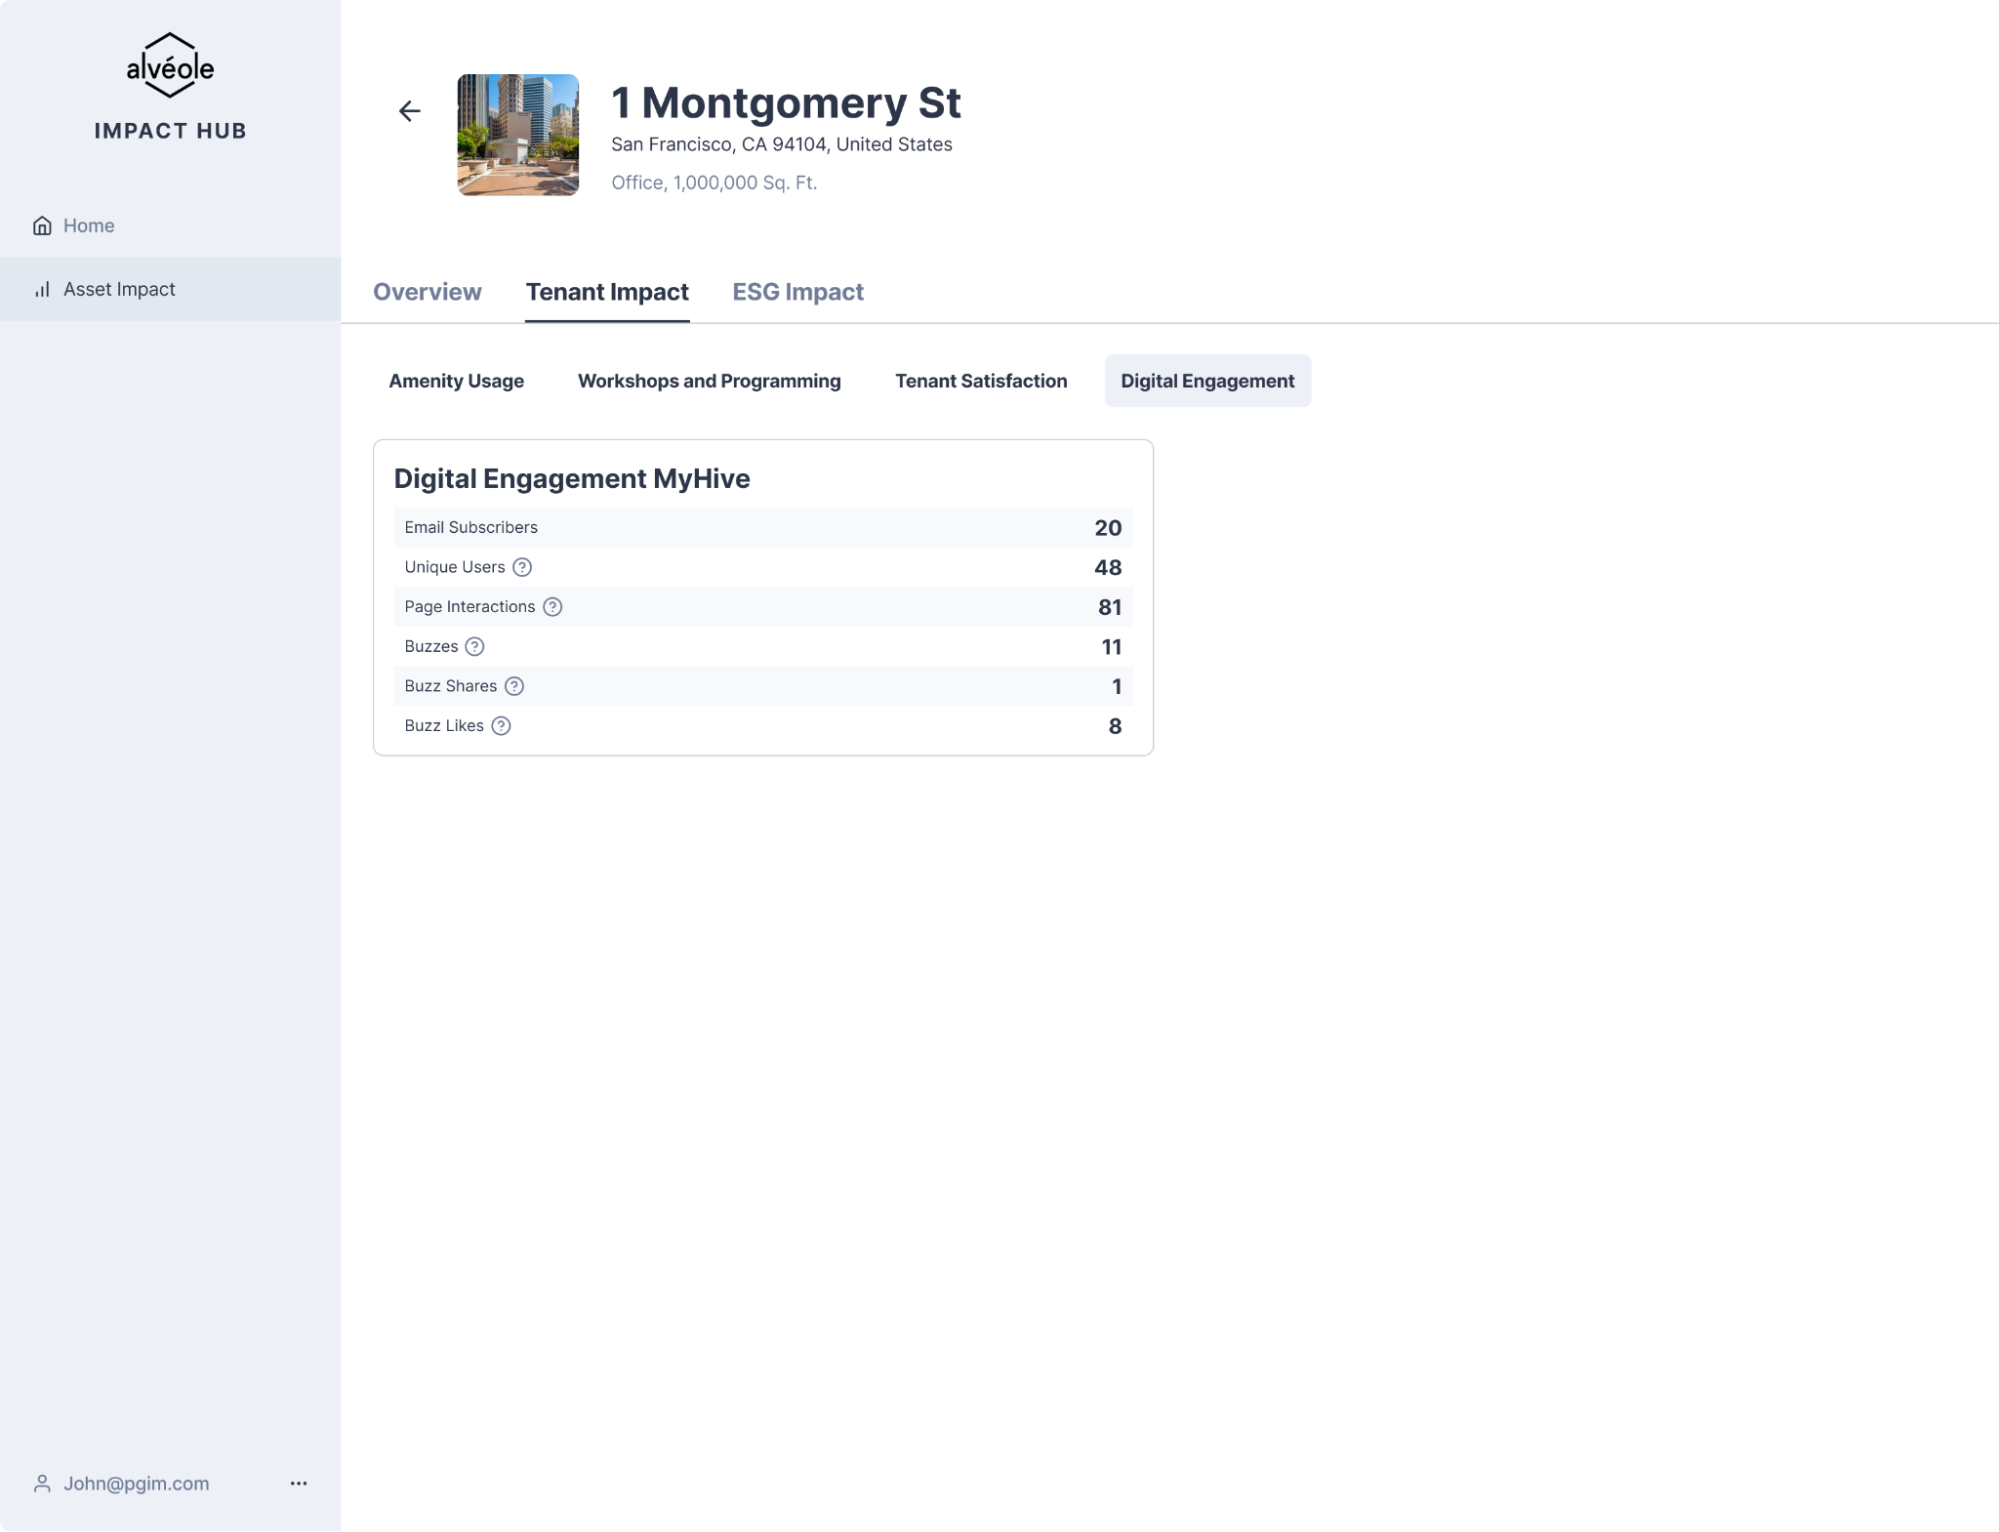 alvéole
IMPACT HUB
Home
Asset Impact
1 Montgomery St
San Francisco, CA 94104, United States
Office, 1,000,000 Sq. Ft.
Overview
Tenant Impact
ESG Impact
Amenity Usage
Workshops and Programming
Tenant Satisfaction
Digital Engagement
Digital Engagement MyHive
Email Subscribers 20
Unique Users ? 48
Page Interactions ? 81
Buzzes ? 11
Buzz Shares ? 1
Buzz Likes ? 8
John@pgim.com